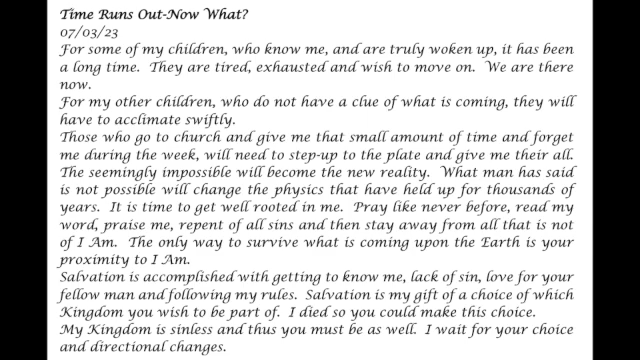 Time Runs Out-Now What?
07/03/23
For some of my children, who know me, and are truly woken up, it has been
a long time. They are tired, exhausted and wish to move on. We are there
now.
For my other children, who do not have a clue of what is coming, they will
have to acclimate swiftly.
Those who go to church and give me that small amount of time and forget
me during the week, will need to step-up to the plate and give me their all.
The seemingly impossible will become the new reality. What man has said
is not possible will change the physics that have held up for thousands of
years. It is time to get well rooted in me. Pray like never before, read my
word, praise me, repent of all sins and then stay away from all that is not
of I Am. The only way to survive what is coming upon the Earth is your
proximity to I Am.
Salvation is accomplished with getting to know me, lack of sin, love for your
fellow man and following my rules. Salvation is my gift of a choice of which
Kingdom you wish to be part of. I died so you could make this choice.
My Kingdom is sinless and thus you must be as well. I wait for your choice
and directional changes.